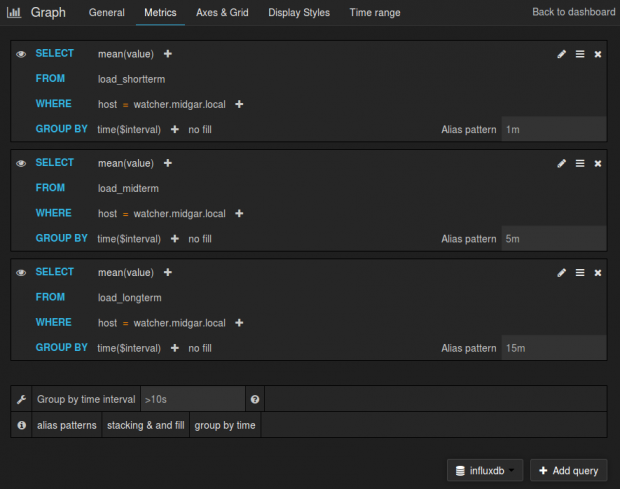 Graph General Metrics Axes & Grid Display Styles Time range Back to dashboard
SELECT mean(value)
FROM load_shortterm
WHERE host = watcher.midgar.local
GROUP BY time($interval) no fill Alias pattern 1m
SELECT mean(value)
FROM load_midterm
WHERE host = watcher.midgar.local
GROUP BY time($interval) no fill Alias pattern 5m
SELECT mean(value)
FROM load_longterm
WHERE host = watcher.midgar.local
GROUP BY time($interval) no fill Alias pattern 15m
Group by time interval >10s
alias patterns stacking & and fill group by time
influxdb Add query